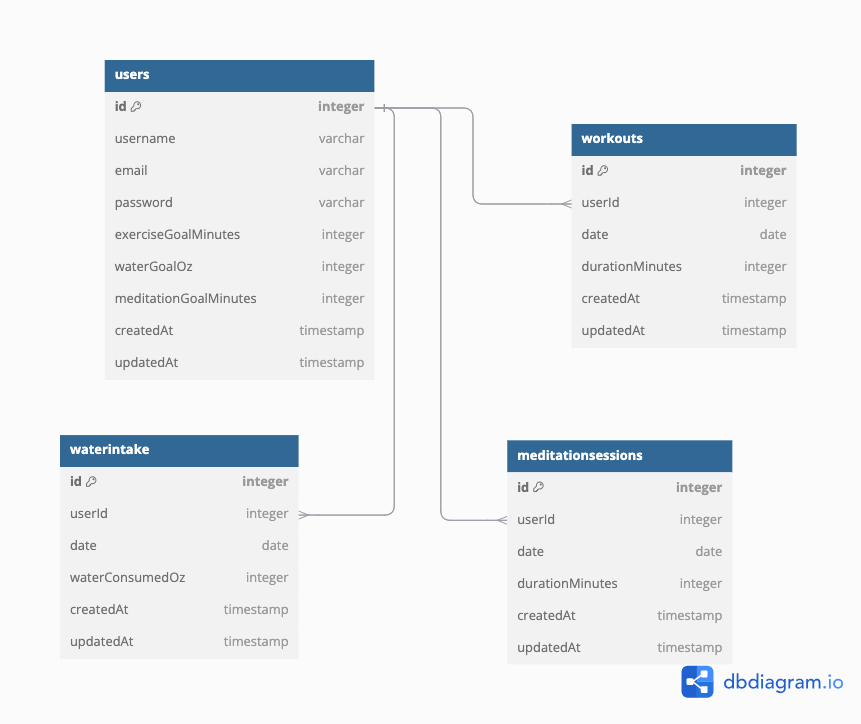 users
id integer
username varchar
email varchar
password varchar
exerciseGoalMinutes integer
waterGoalOz integer
meditationGoalMinutes integer
createdAt timestamp
updatedAt timestamp
workouts
id integer
userId integer
date date
durationMinutes integer
createdAt timestamp
updatedAt timestamp
waterintake
id integer
userId integer
date date
waterConsumedOz integer
createdAt timestamp
updatedAt timestamp
meditationsessions
id integer
userId integer
date date
durationMinutes integer
createdAt timestamp
updatedAt timestamp
dbdiagram.io